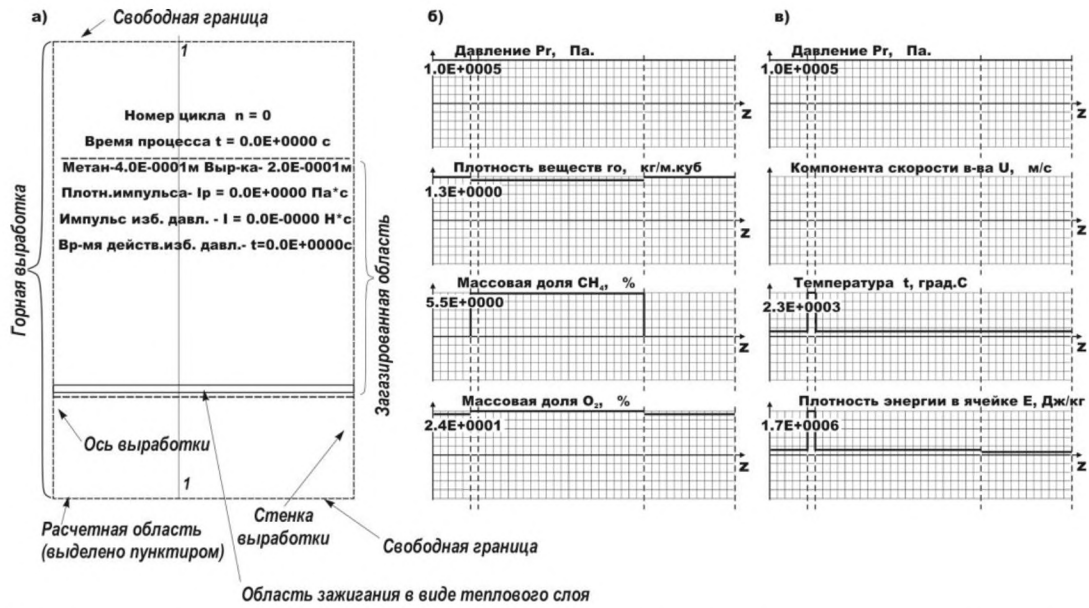 а)
Свободная граница
1
Номер цикла n = 0
Время процесса t = 0.0E+0000 с
Метан-4.0E-0001м Выр-ка- 2.0E-0001м
Плотн.импульса- Ip = 0.0E+0000 Па*с
Импульс изб. давл. - I = 0.0E-0000 Н*с
Вр-мя действ.изб. давл.- t=0.0E+0000с
Горная выработка
Загазированная область
Ось выработки
1
Расчетная область
(выделено пунктиром)
Стенка
выработки
Свободная граница
Область зажигания в виде теплового слоя
б)
Давление Pr, Па.
1.0E+0005
z
Плотность веществ ro, кг/м.куб
1.3E+0000
z
Массовая доля CH₄, %
5.5E+0000
z
Массовая доля O₂, %
2.4E+0001
z
в)
Давление Pr, Па.
1.0E+0005
z
Компонента скорости в-ва U, м/с
z
Температура t, град.С
2.3E+0003
z
Плотность энергии в ячейке E, Дж/кг
1.7E+0006
z